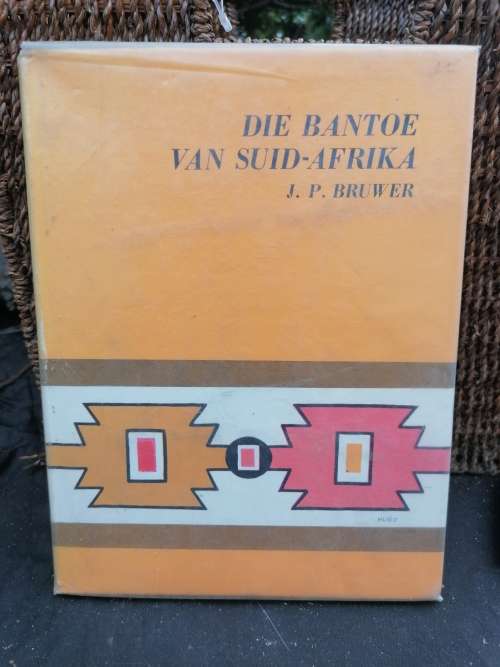 DIE BANTOE
VAN SUID-AFRIKA
J. P. BRUWER